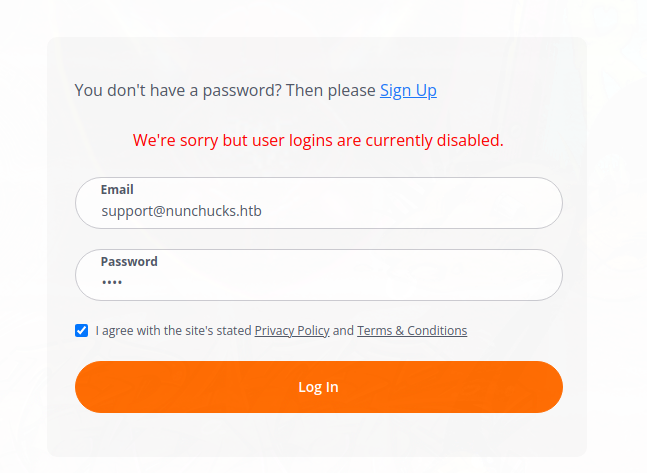 You don't have a password? Then please Sign Up
We're sorry but user logins are currently disabled.
Email
support@nunchucks.htb
Password
••••
I agree with the site's stated Privacy Policy and Terms & Conditions
Log In